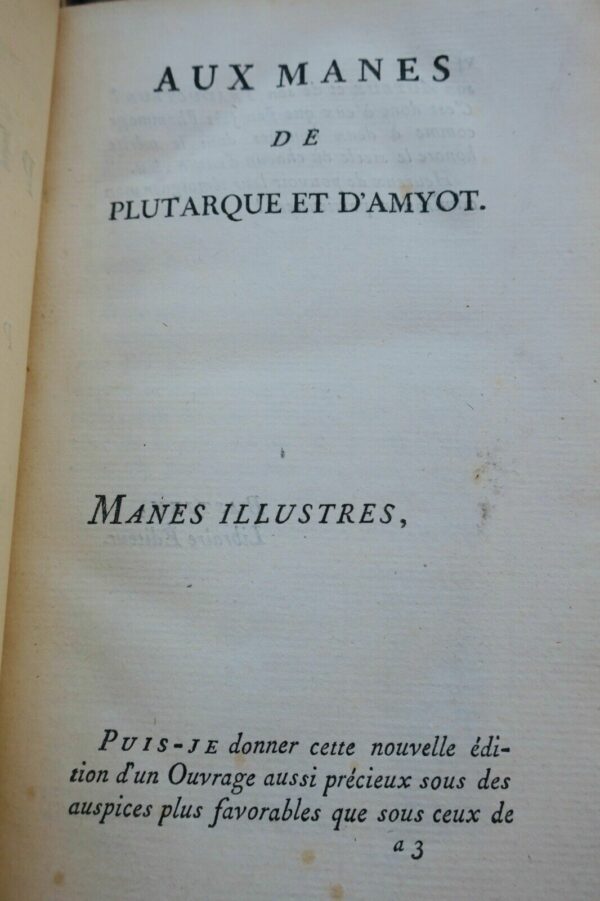 AUX MANES
DE
PLUTARQUE ET D'AMYOT.
MANES ILLUSTRES,
PUIS-JE donner cette nouvelle édi-
tion d'un Ouvrage aussi précieux sous des
auspices plus favorables que sous ceux de
a 3